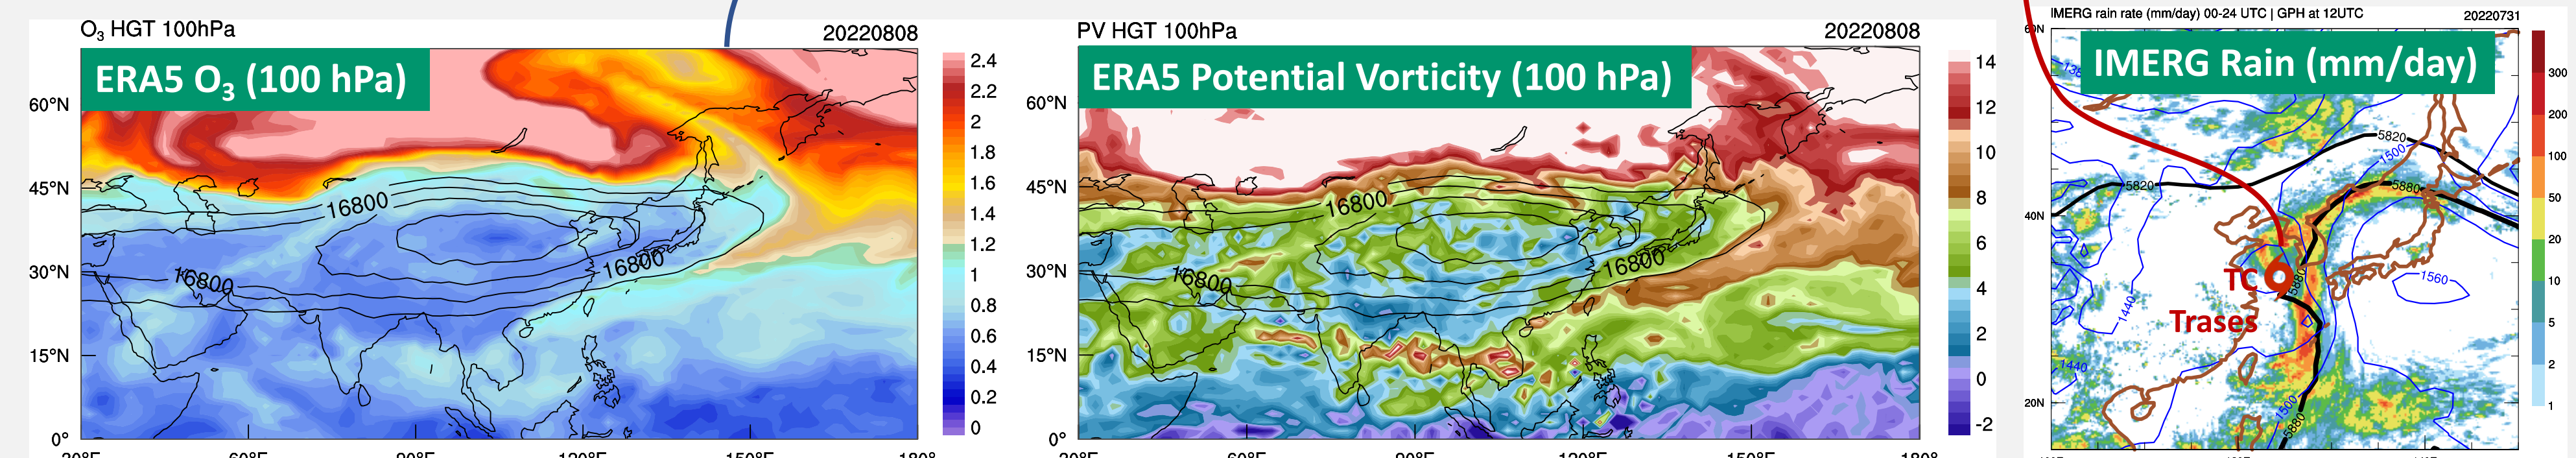 O₃ HGT 100hPa
20220808
ERA5 O₃ (100 hPa)
60°N
45°N
30°N
15°N
0°
16800
16800
16800
2.4
2.2
2
1.8
1.6
1.4
1.2
1
0.8
0.6
0.4
0.2
0
PV HGT 100hPa
20220808
ERA5 Potential Vorticity (100 hPa)
60°N
45°N
30°N
15°N
0°
16800
16800
16800
14
12
10
8
6
4
2
0
-2
IMERG rain rate (mm/day) 00-24 UTC | GPH at 12UTC
20220731
IMERG Rain (mm/day)
60N
40N
20N
5820
1500
5820
5880
5880
1560
1440
1440
1500
5880
TC
Trases
300
200
100
50
20
10
5
2
1